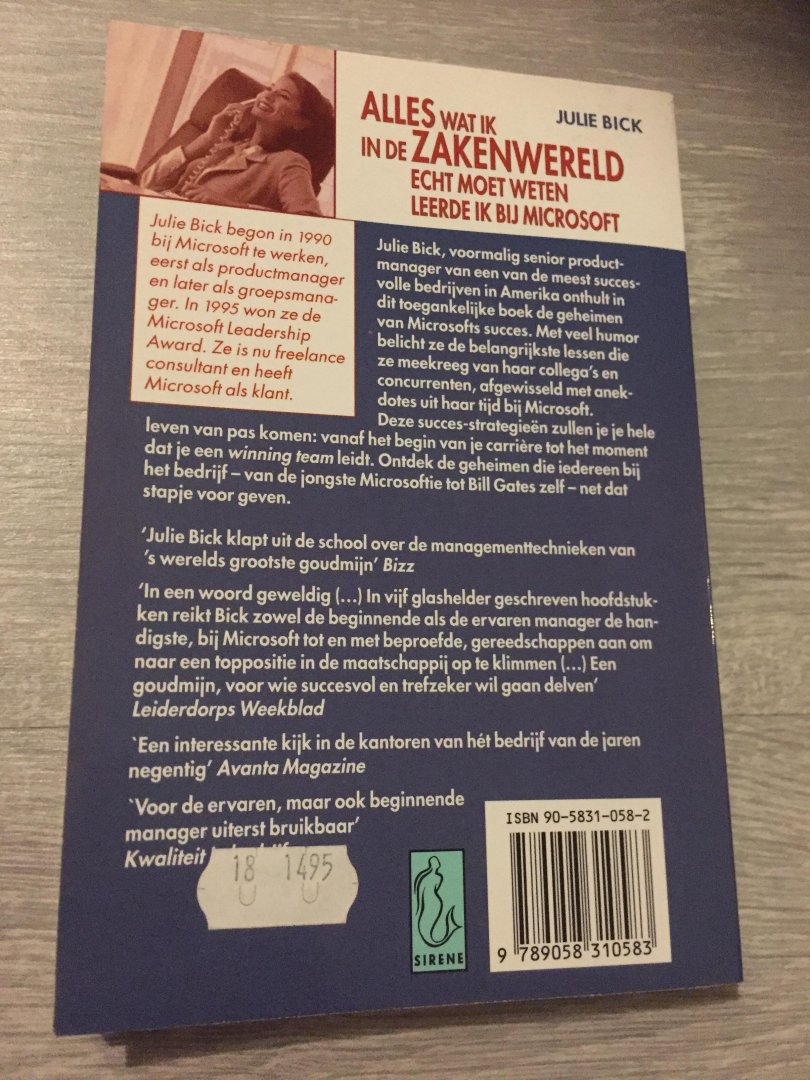 ALLES WAT IK
IN DE ZAKENWERELD
ECHT MOET WETEN
LEERDE IK BIJ MICROSOFT
JULIE BICK
Julie Bick begon in 1990
bij Microsoft te werken,
eerst als productmanager
en later als groepsmana-
ger. In 1995 won ze de
Microsoft Leadership
Award. Ze is nu freelance
consultant en heeft
Microsoft als klant.
Julie Bick, voormalig senior product-
manager van een van de meest succes-
volle bedrijven in Amerika onthult in
dit toegankelijke boek de geheimen
van Microsofts succes. Met veel humor
belicht ze de belangrijkste lessen die
ze meekreeg van haar collega's en
concurrenten, afgewisseld met anek-
dotes uit haar tijd bij Microsoft.
Deze succes-strategieën zullen je je hele
leven van pas komen: vanaf het begin van je carrière tot het moment
dat je een winning team leidt. Ontdek de geheimen die iedereen bij
het bedrijf – van de jongste Microsoftie tot Bill Gates zelf – net dat
stapje voor geven.
'Julie Bick klapt uit de school over de managementtechnieken van
's werelds grootste goudmijn' Bizz
'In een woord geweldig (...) In vijf glashelder geschreven hoofdstuk-
ken reikt Bick zowel de beginnende als de ervaren manager de han-
digste, bij Microsoft tot en met beproefde, gereedschappen aan om
naar een toppositie in de maatschappij op te klimmen (...) Een
goudmijn, voor wie succesvol en trefzeker wil gaan delven'
Leiderdorps Weekblad
`Een interessante kijk in de kantoren van hét bedrijf van de jaren
negentig' Avanta Magazine
`Voor de ervaren, maar ook beginnende
manager uiterst bruikbaar'
Kwaliteit
18 1495
SIRENE
ISBN 90-5831-058-2
9 789058 310583